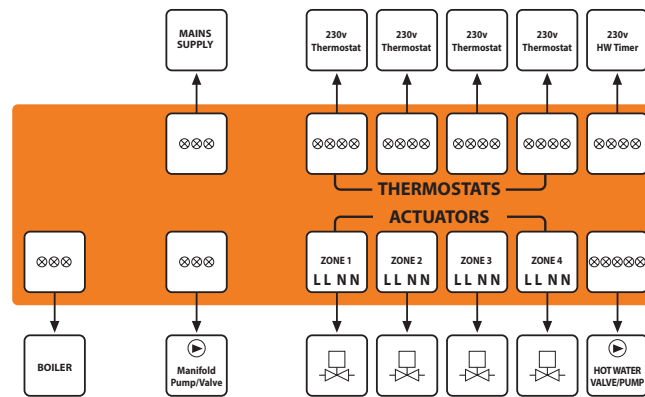 MAINS
SUPPLY
230v
Thermostat
230v
Thermostat
230v
Thermostat
230v
Thermostat
230v
HW Timer
THERMOSTATS
ACTUATORS
ZONE 1
L L N N
ZONE 2
L L N N
ZONE 3
L L N N
ZONE 4
L L N N
BOILER
Manifold
Pump/Valve
HOT WATER
VALVE/PUMP